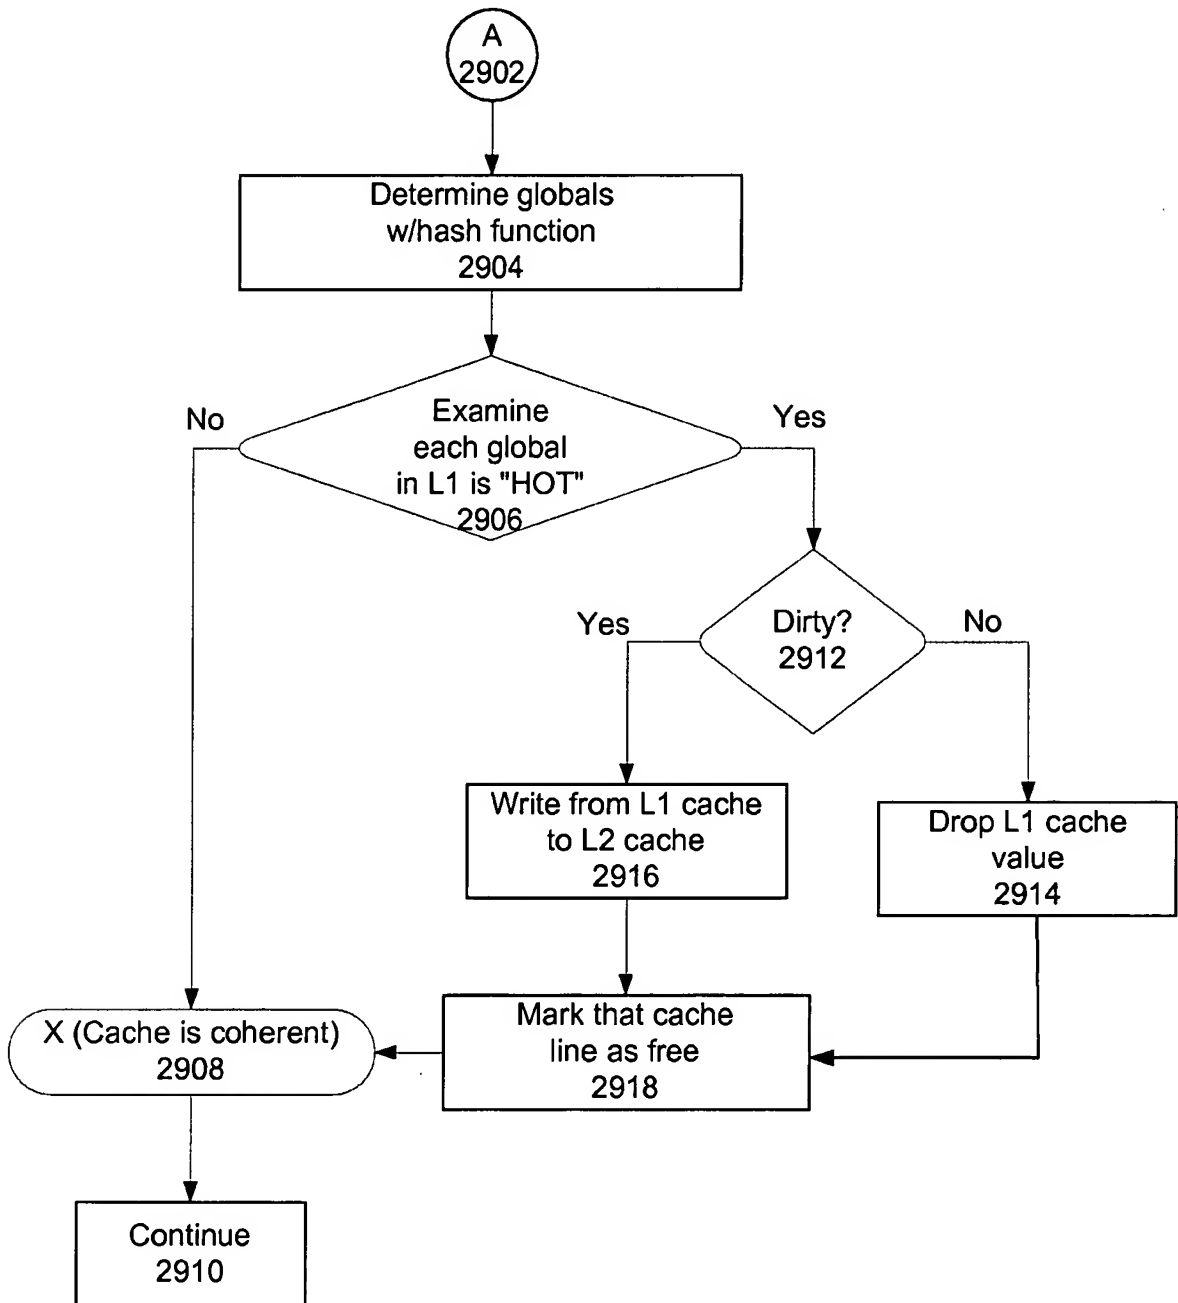 A
2902
Determine globals
w/hash function
2904
No
Yes
Examine
each global
in L1 is "HOT"
2906
Yes
No
Dirty?
2912
Write from L1 cache
to L2 cache
2916
Drop L1 cache
value
2914
X (Cache is coherent)
2908
Mark that cache
line as free
2918
Continue
2910